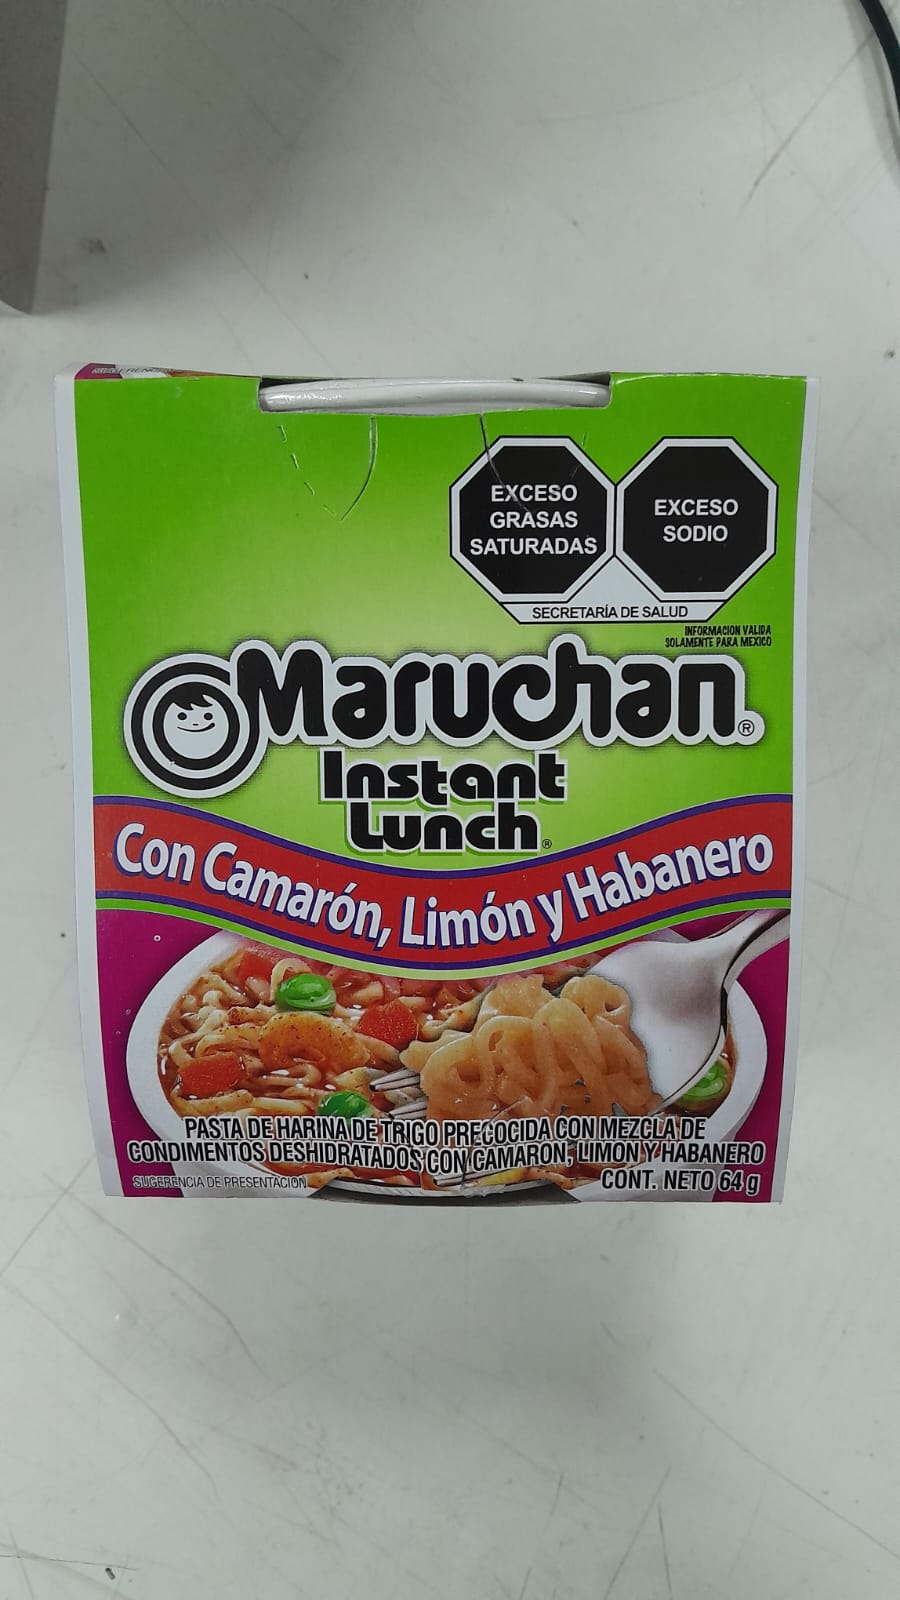 EXCESO
GRASAS
SATURADAS
EXCESO
SODIO
SECRETARÍA DE SALUD
INFORMACION VALIDA
SOLAMENTE PARA MEXICO
Maruchan®
Instant
Lunch®
Con Camarón, Limón y Habanero
PASTA DE HARINA DE TRIGO PRECOCIDA CON MEZCLA DE
CONDIMENTOS DESHIDRATADOS CON CAMARON, LIMON Y HABANERO
SUGERENCIA DE PRESENTACION
CONT. NETO 64 g